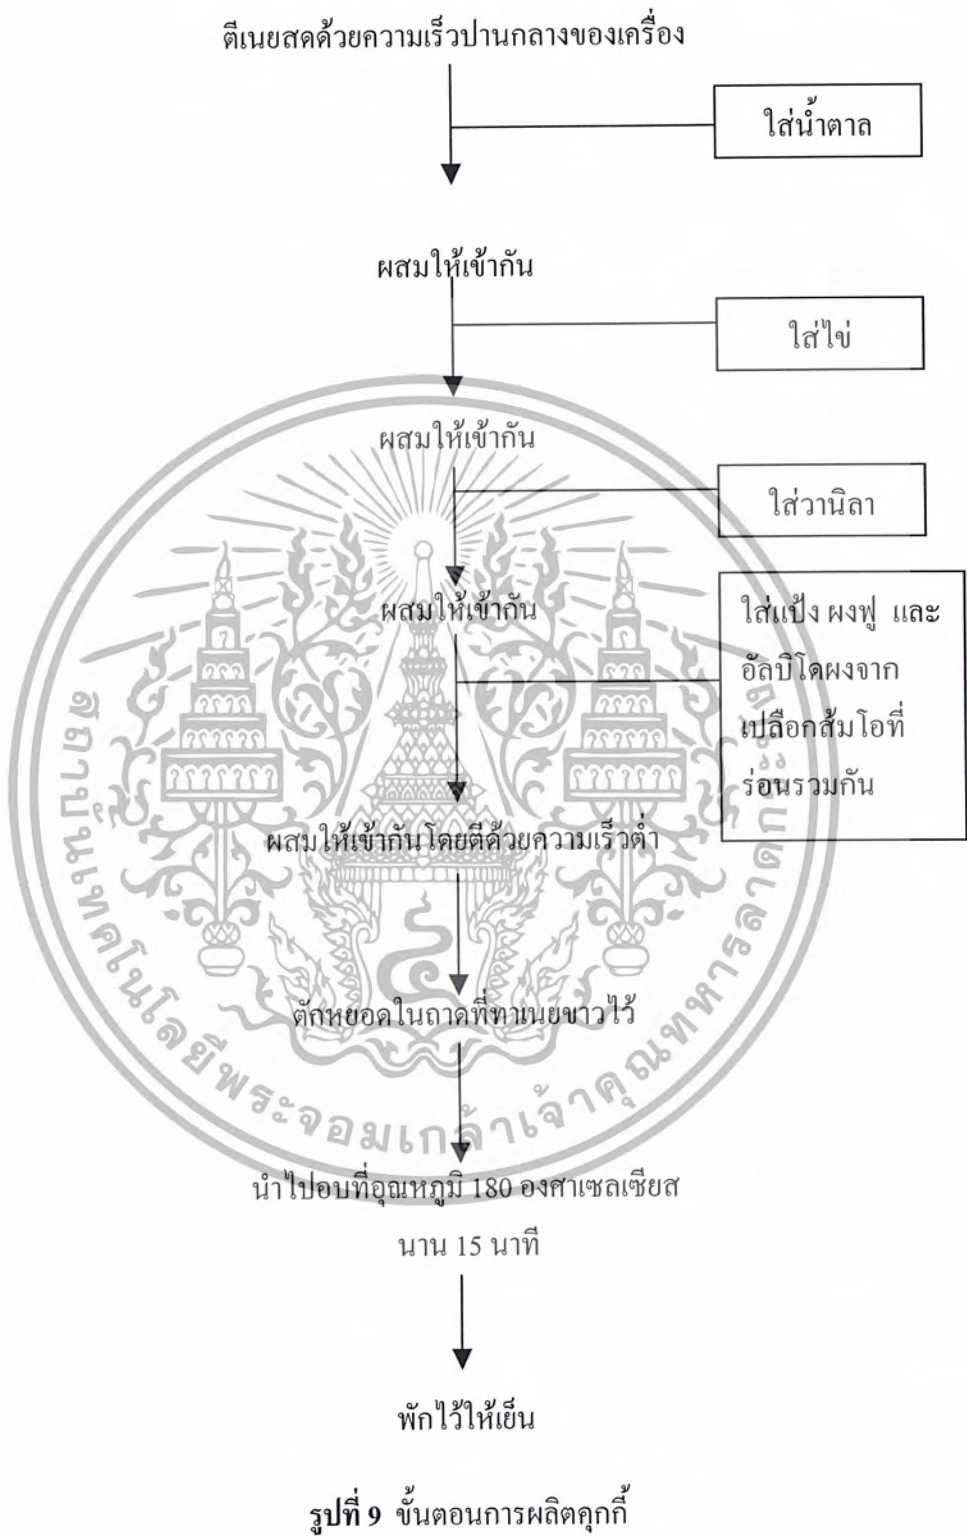 ตีเนยสดด้วยความเร็วปานกลางของเครื่อง
ใส่น้ำตาล
ผสมให้เข้ากัน
ใส่ไข่
ผสมให้เข้ากัน
ใส่วานิลา
ผสมให้เข้ากัน
ใส่แป้ง ผงฟู และ
อัลบิโดผงจาก
เปลือกส้มโอที่
ร่อนรวมกัน
ผสมให้เข้ากันโดยตีด้วยความเร็วต่ำ
ตักหยอดในถาดที่ทาเนยขาวไว้
นำไปอบที่อุณหภูมิ 180 องศาเซลเซียส
นาน 15 นาที
พักไว้ให้เย็น
รูปที่ 9 ขั้นตอนการผลิตคุกกี้
สถาบันเทคโนโลยีพระจอมเกล้าเจ้าคุณทหารลาดกระบัง